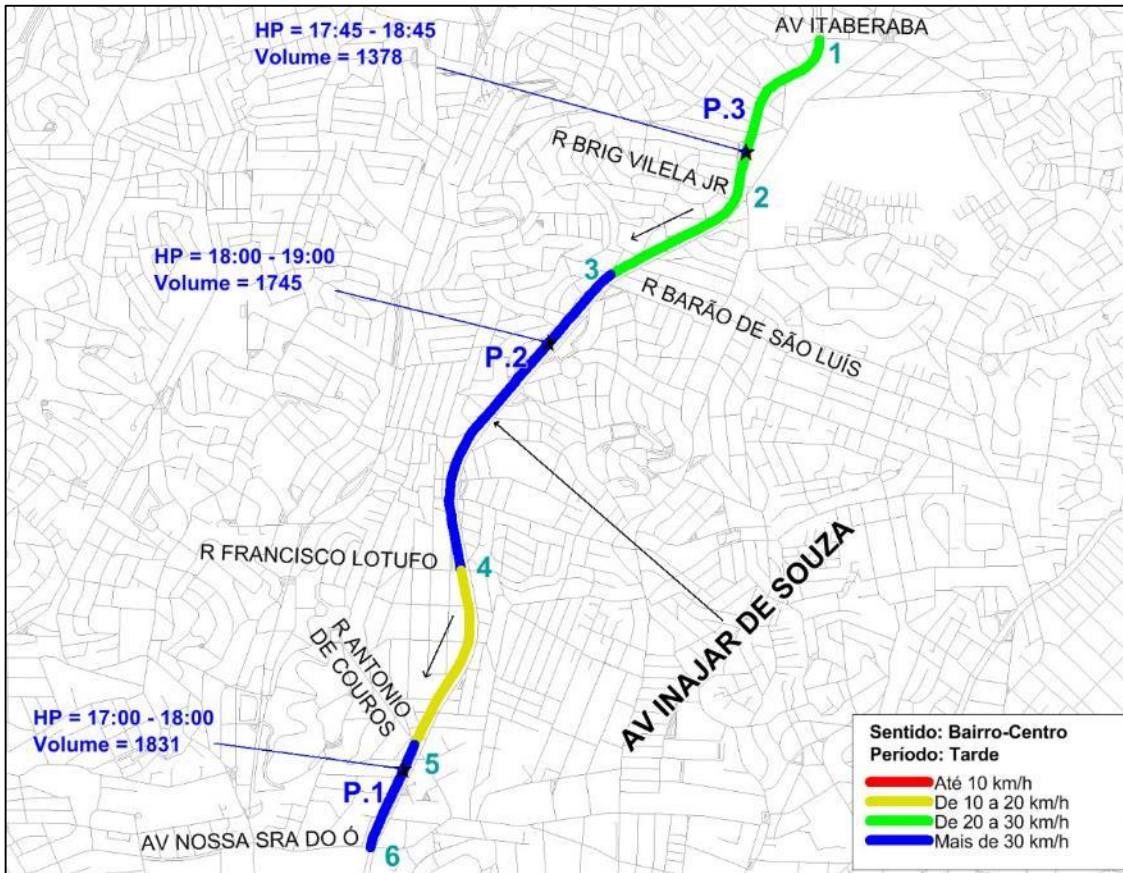 AV ITABERABA
HP = 17:45 - 18:45
Volume = 1378
1
P.3
R BRIG VILELA JR
2
HP = 18:00 - 19:00
Volume = 1745
3
R BARÃO DE SÃO LUÍS
P.2
R FRANCISCO LOTUFO
4
AV INAJAR DE SOUZA
R ANTONIO
DE COUROS
HP = 17:00 - 18:00
Volume = 1831
5
P.1
AV NOSSA SRA DO Ó
6
Sentido: Bairro-Centro
Período: Tarde
Até 10 km/h
De 10 a 20 km/h
De 20 a 30 km/h
Mais de 30 km/h